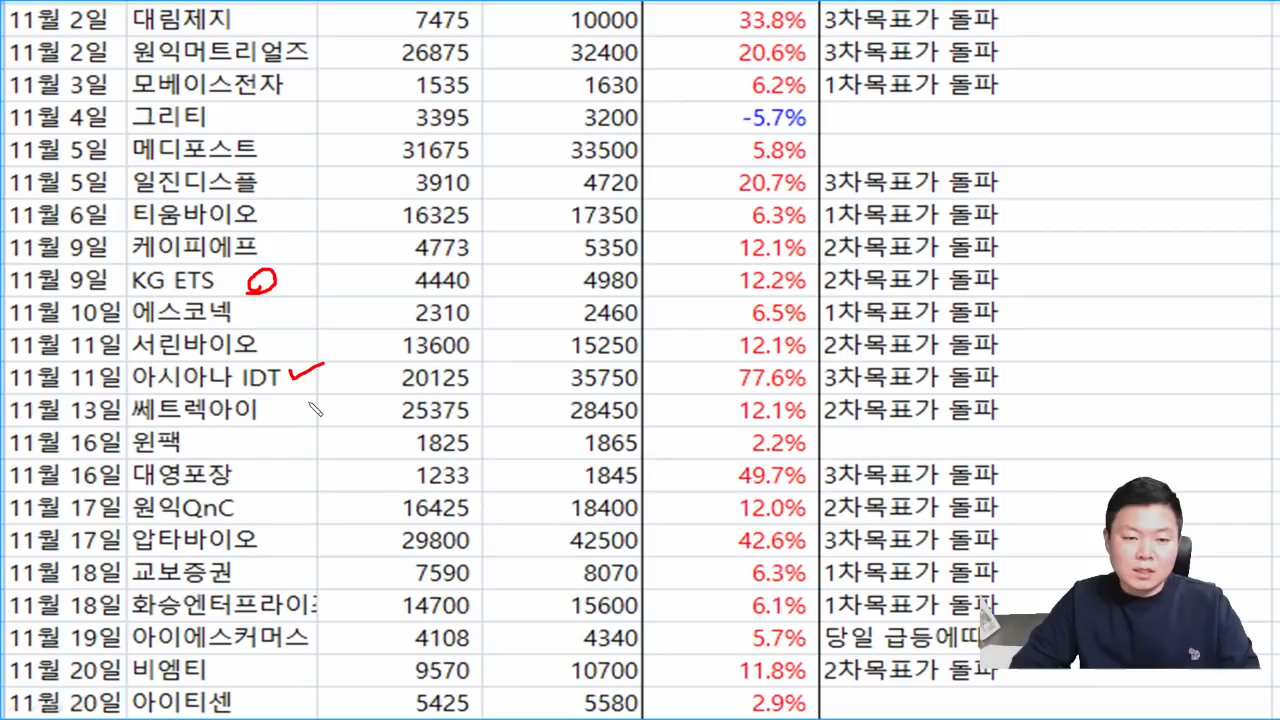 11월 2일 대림제지 7475 10000 33.8% 3차목표가 돌파
11월 2일 원익머트리얼즈 26875 32400 20.6% 3차목표가 돌파
11월 3일 모베이스전자 1535 1630 6.2% 1차목표가 돌파
11월 4일 그리티 3395 3200 -5.7%
11월 5일 메디포스트 31675 33500 5.8%
11월 5일 일진디스플 3910 4720 20.7% 3차목표가 돌파
11월 6일 티움바이오 16325 17350 6.3% 1차목표가 돌파
11월 9일 케이피에프 4773 5350 12.1% 2차목표가 돌파
11월 9일 KG ETS 4440 4980 12.2% 2차목표가 돌파
11월 10일 에스코넥 2310 2460 6.5% 1차목표가 돌파
11월 11일 서린바이오 13600 15250 12.1% 2차목표가 돌파
11월 11일 아시아나 IDT 20125 35750 77.6% 3차목표가 돌파
11월 13일 쎄트렉아이 25375 28450 12.1% 2차목표가 돌파
11월 16일 윈팩 1825 1865 2.2%
11월 16일 대영포장 1233 1845 49.7% 3차목표가 돌파
11월 17일 원익QnC 16425 18400 12.0% 2차목표가 돌파
11월 17일 압타바이오 29800 42500 42.6% 3차목표가 돌파
11월 18일 교보증권 7590 8070 6.3% 1차목표가 돌파
11월 18일 화승엔터프라이 14700 15600 6.1% 1차목표가 돌파
11월 19일 아이에스커머스 4108 4340 5.7% 당일 급등에따
11월 20일 비엠티 9570 10700 11.8% 2차목표가 돌파
11월 20일 아이티센 5425 5580 2.9%